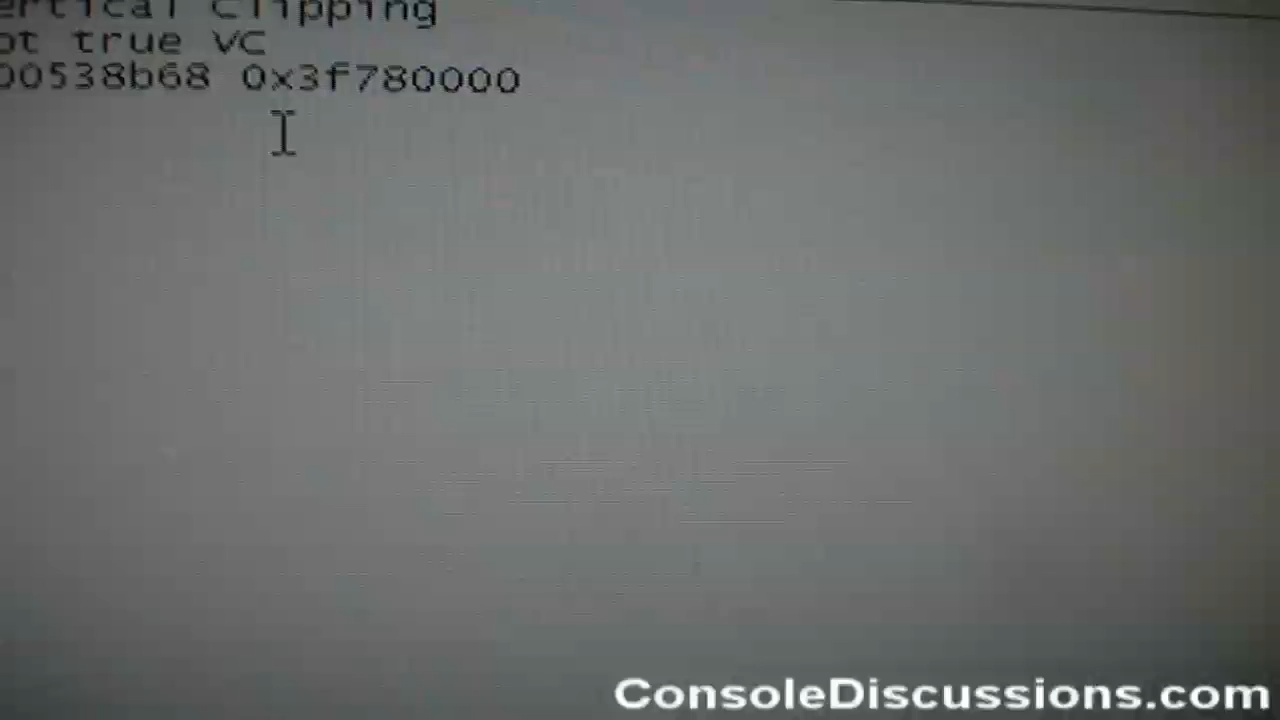 ertical Clipping
ot true VC
00538b68 0x3f780000
ConsoleDiscussions.com